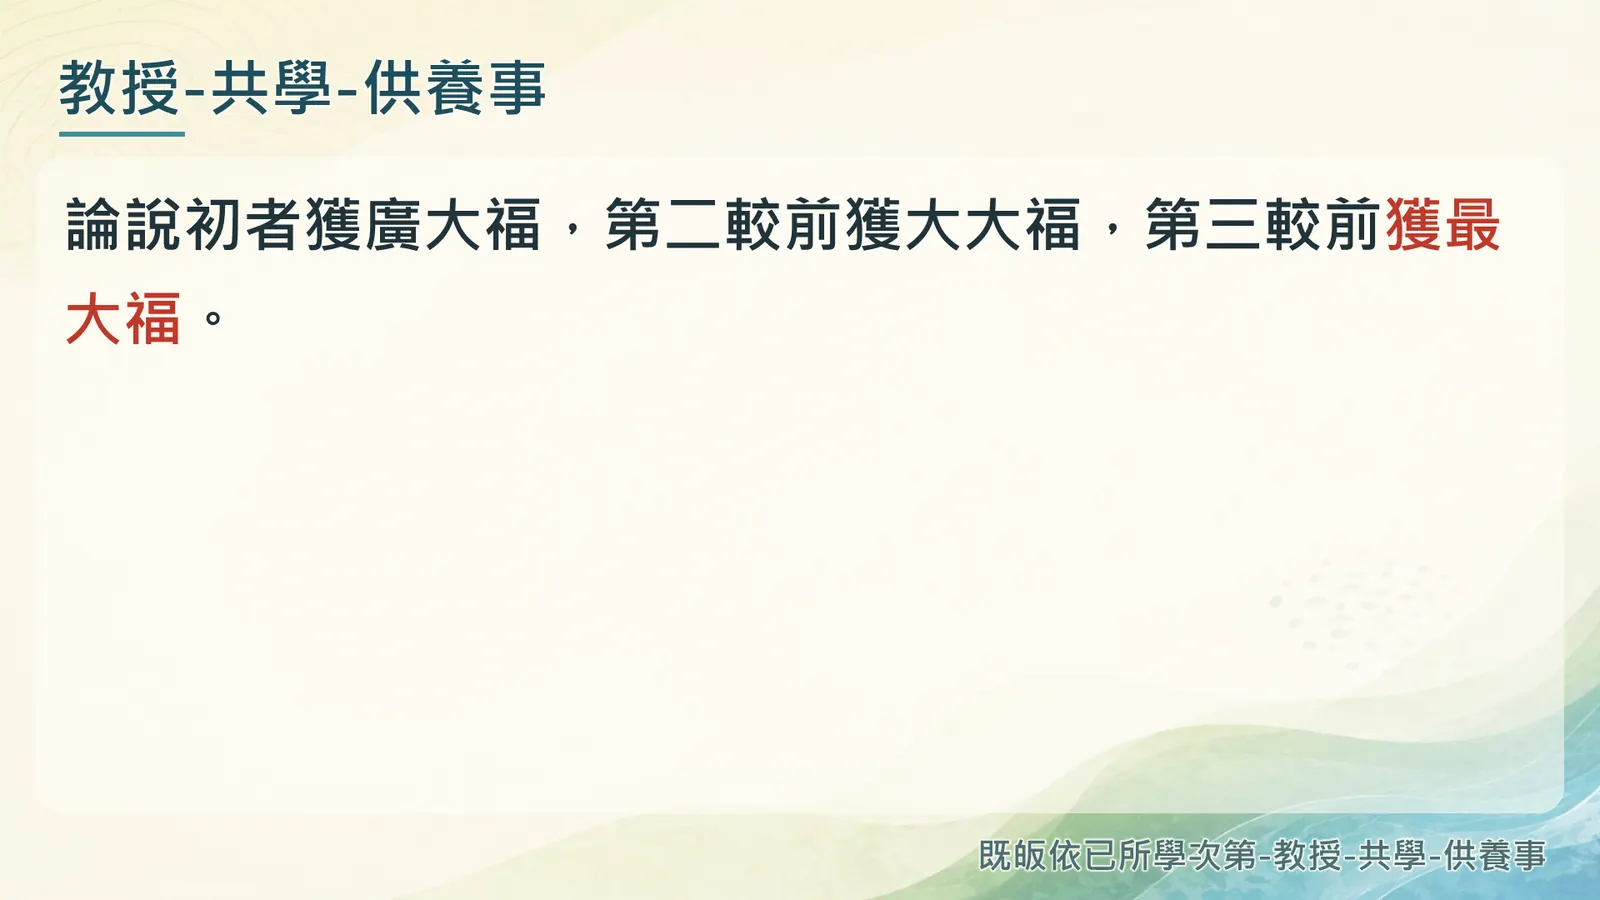 教授-共學-供養事
論說初者獲廣大福，第二較前獲大大福，第三較前獲最
大福。
既皈依已所學次第-教授-共學-供養事